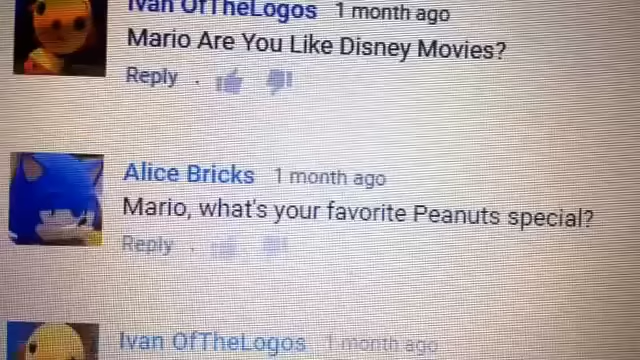 Ivan OfTheLogos 1 month ago
Mario Are You Like Disney Movies?
Reply .
Alice Bricks 1 month ago
Mario, what's your favorite Peanuts special?
Reply .
Ivan OfTheLogos 1 month ago